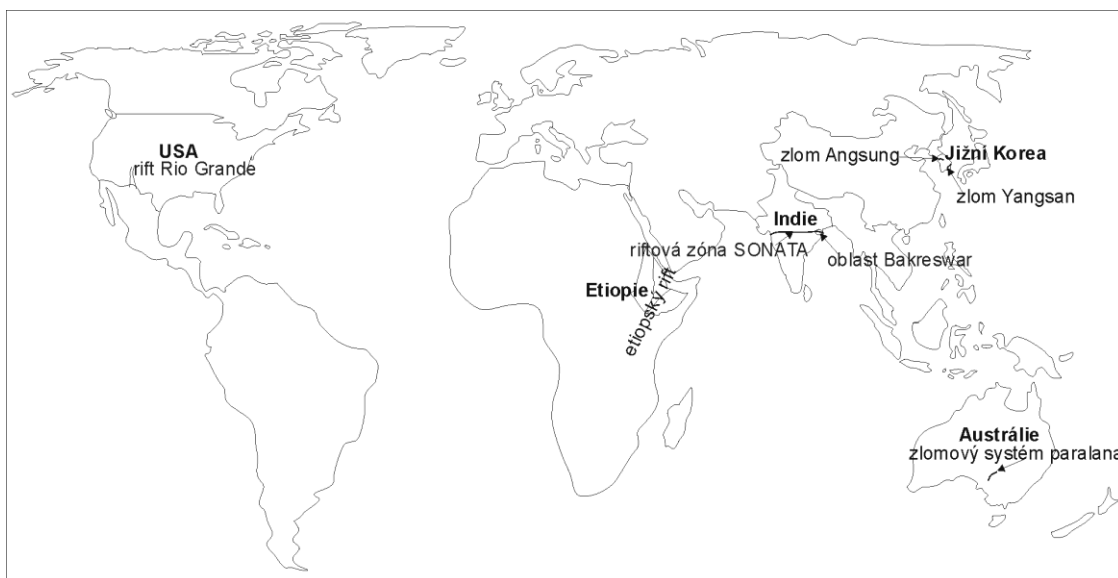 USA
rift Rio Grande
zlom Angsung
Jižní Korea
zlom Yangsan
Indie
riftová zóna SONATA
oblast Bakreswar
Etiopie
etiopský rift
Austrálie
zlomový systém paralana